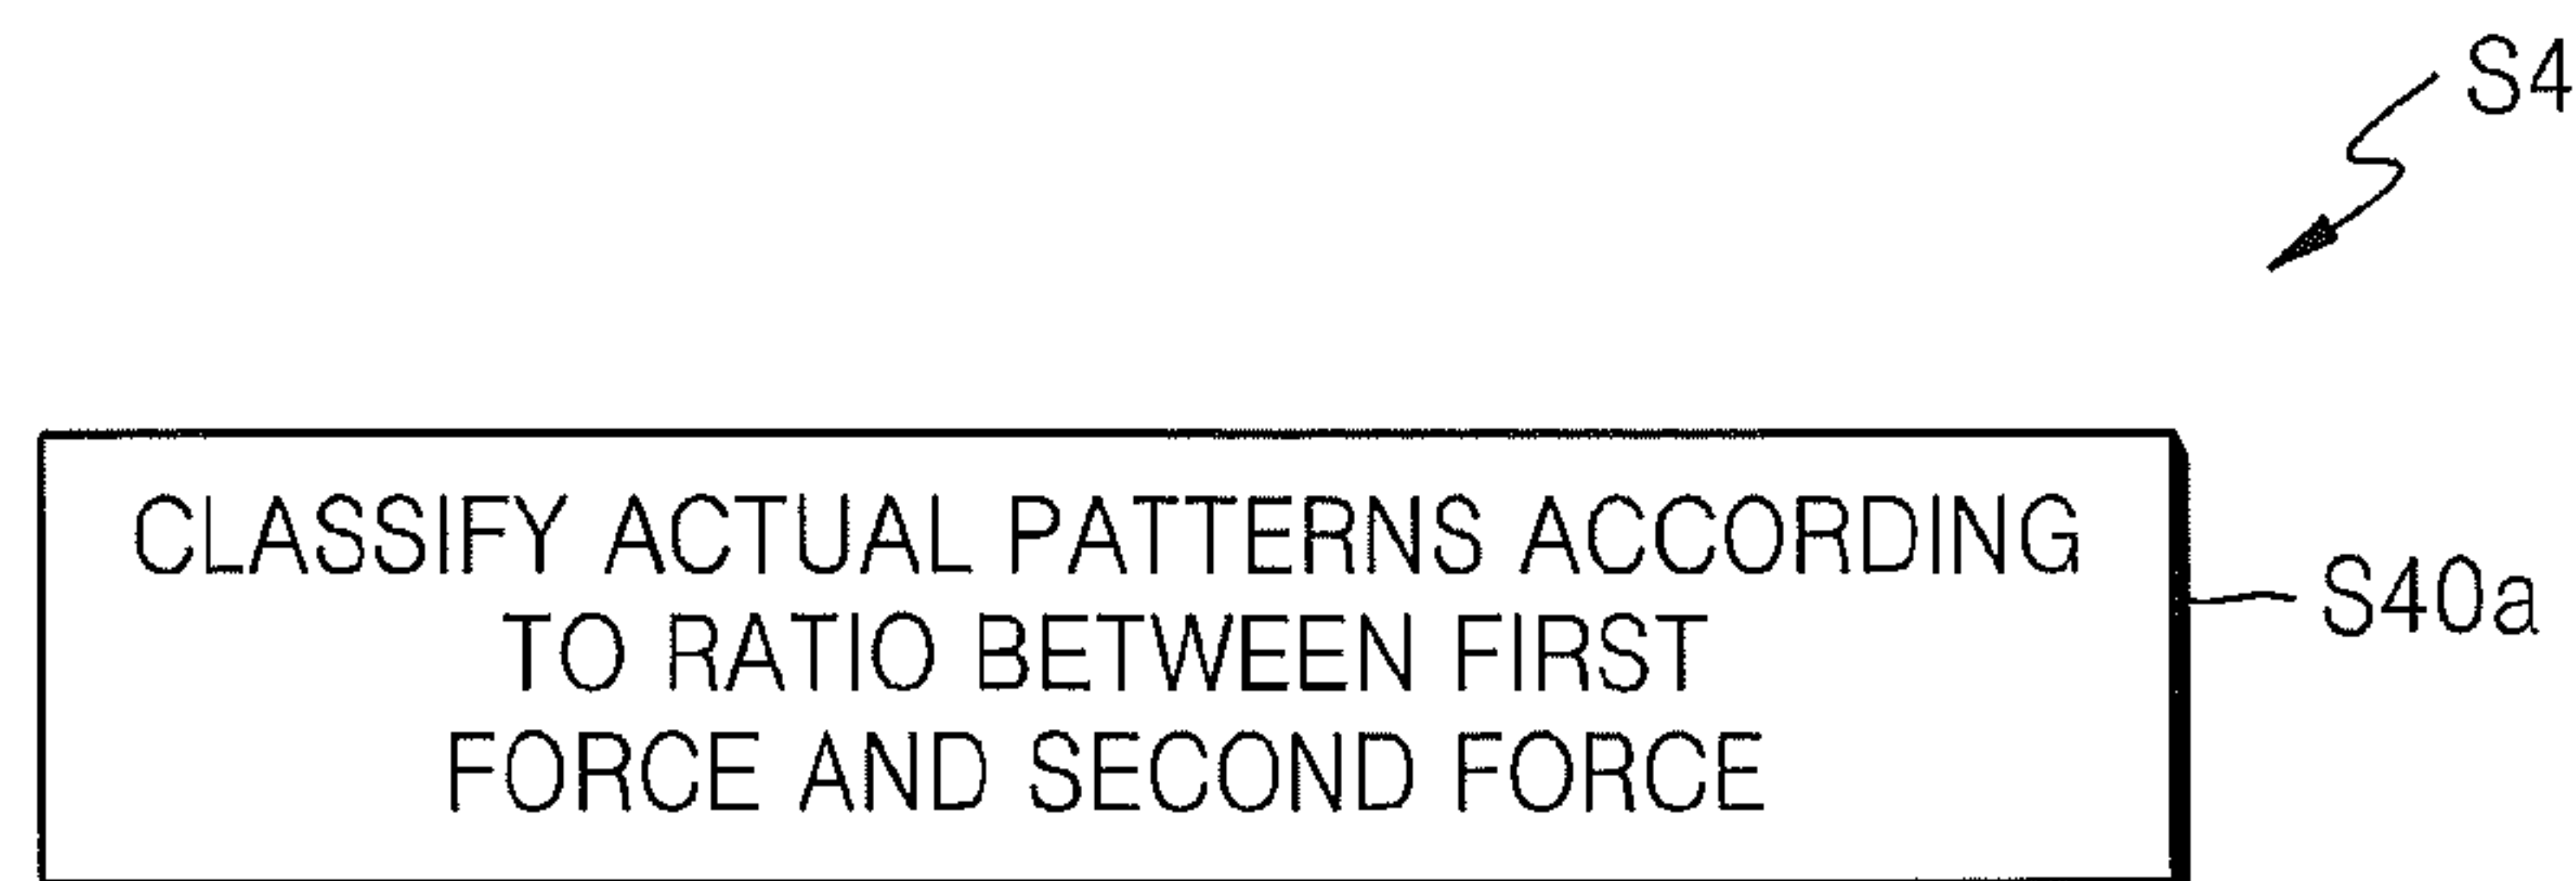 S4
CLASSIFY ACTUAL PATTERNS ACCORDING
TO RATIO BETWEEN FIRST
FORCE AND SECOND FORCE
S40a